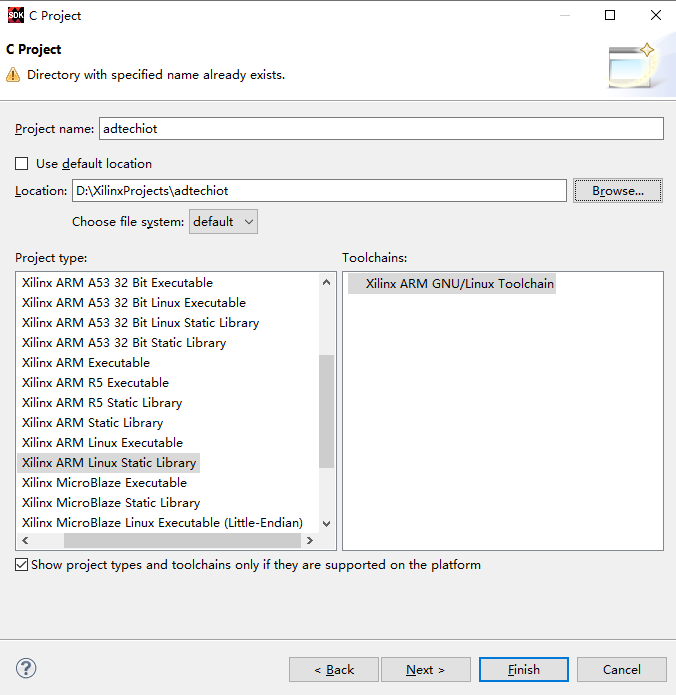 SDK C Project
C Project
Directory with specified name already exists.
Project name: adtechiot
Use default location
Location: D:\XilinxProjects\adtechiot Browse...
Choose file system: default
Project type: Toolchains:
Xilinx ARM A53 32 Bit Executable Xilinx ARM GNU/Linux Toolchain
Xilinx ARM A53 32 Bit Linux Executable
Xilinx ARM A53 32 Bit Linux Static Library
Xilinx ARM A53 32 Bit Static Library
Xilinx ARM Executable
Xilinx ARM R5 Executable
Xilinx ARM R5 Static Library
Xilinx ARM Static Library
Xilinx ARM Linux Executable
Xilinx ARM Linux Static Library
Xilinx MicroBlaze Executable
Xilinx MicroBlaze Static Library
Xilinx MicroBlaze Linux Executable (Little-Endian)
Show project types and toolchains only if they are supported on the platform
? < Back Next > Finish Cancel